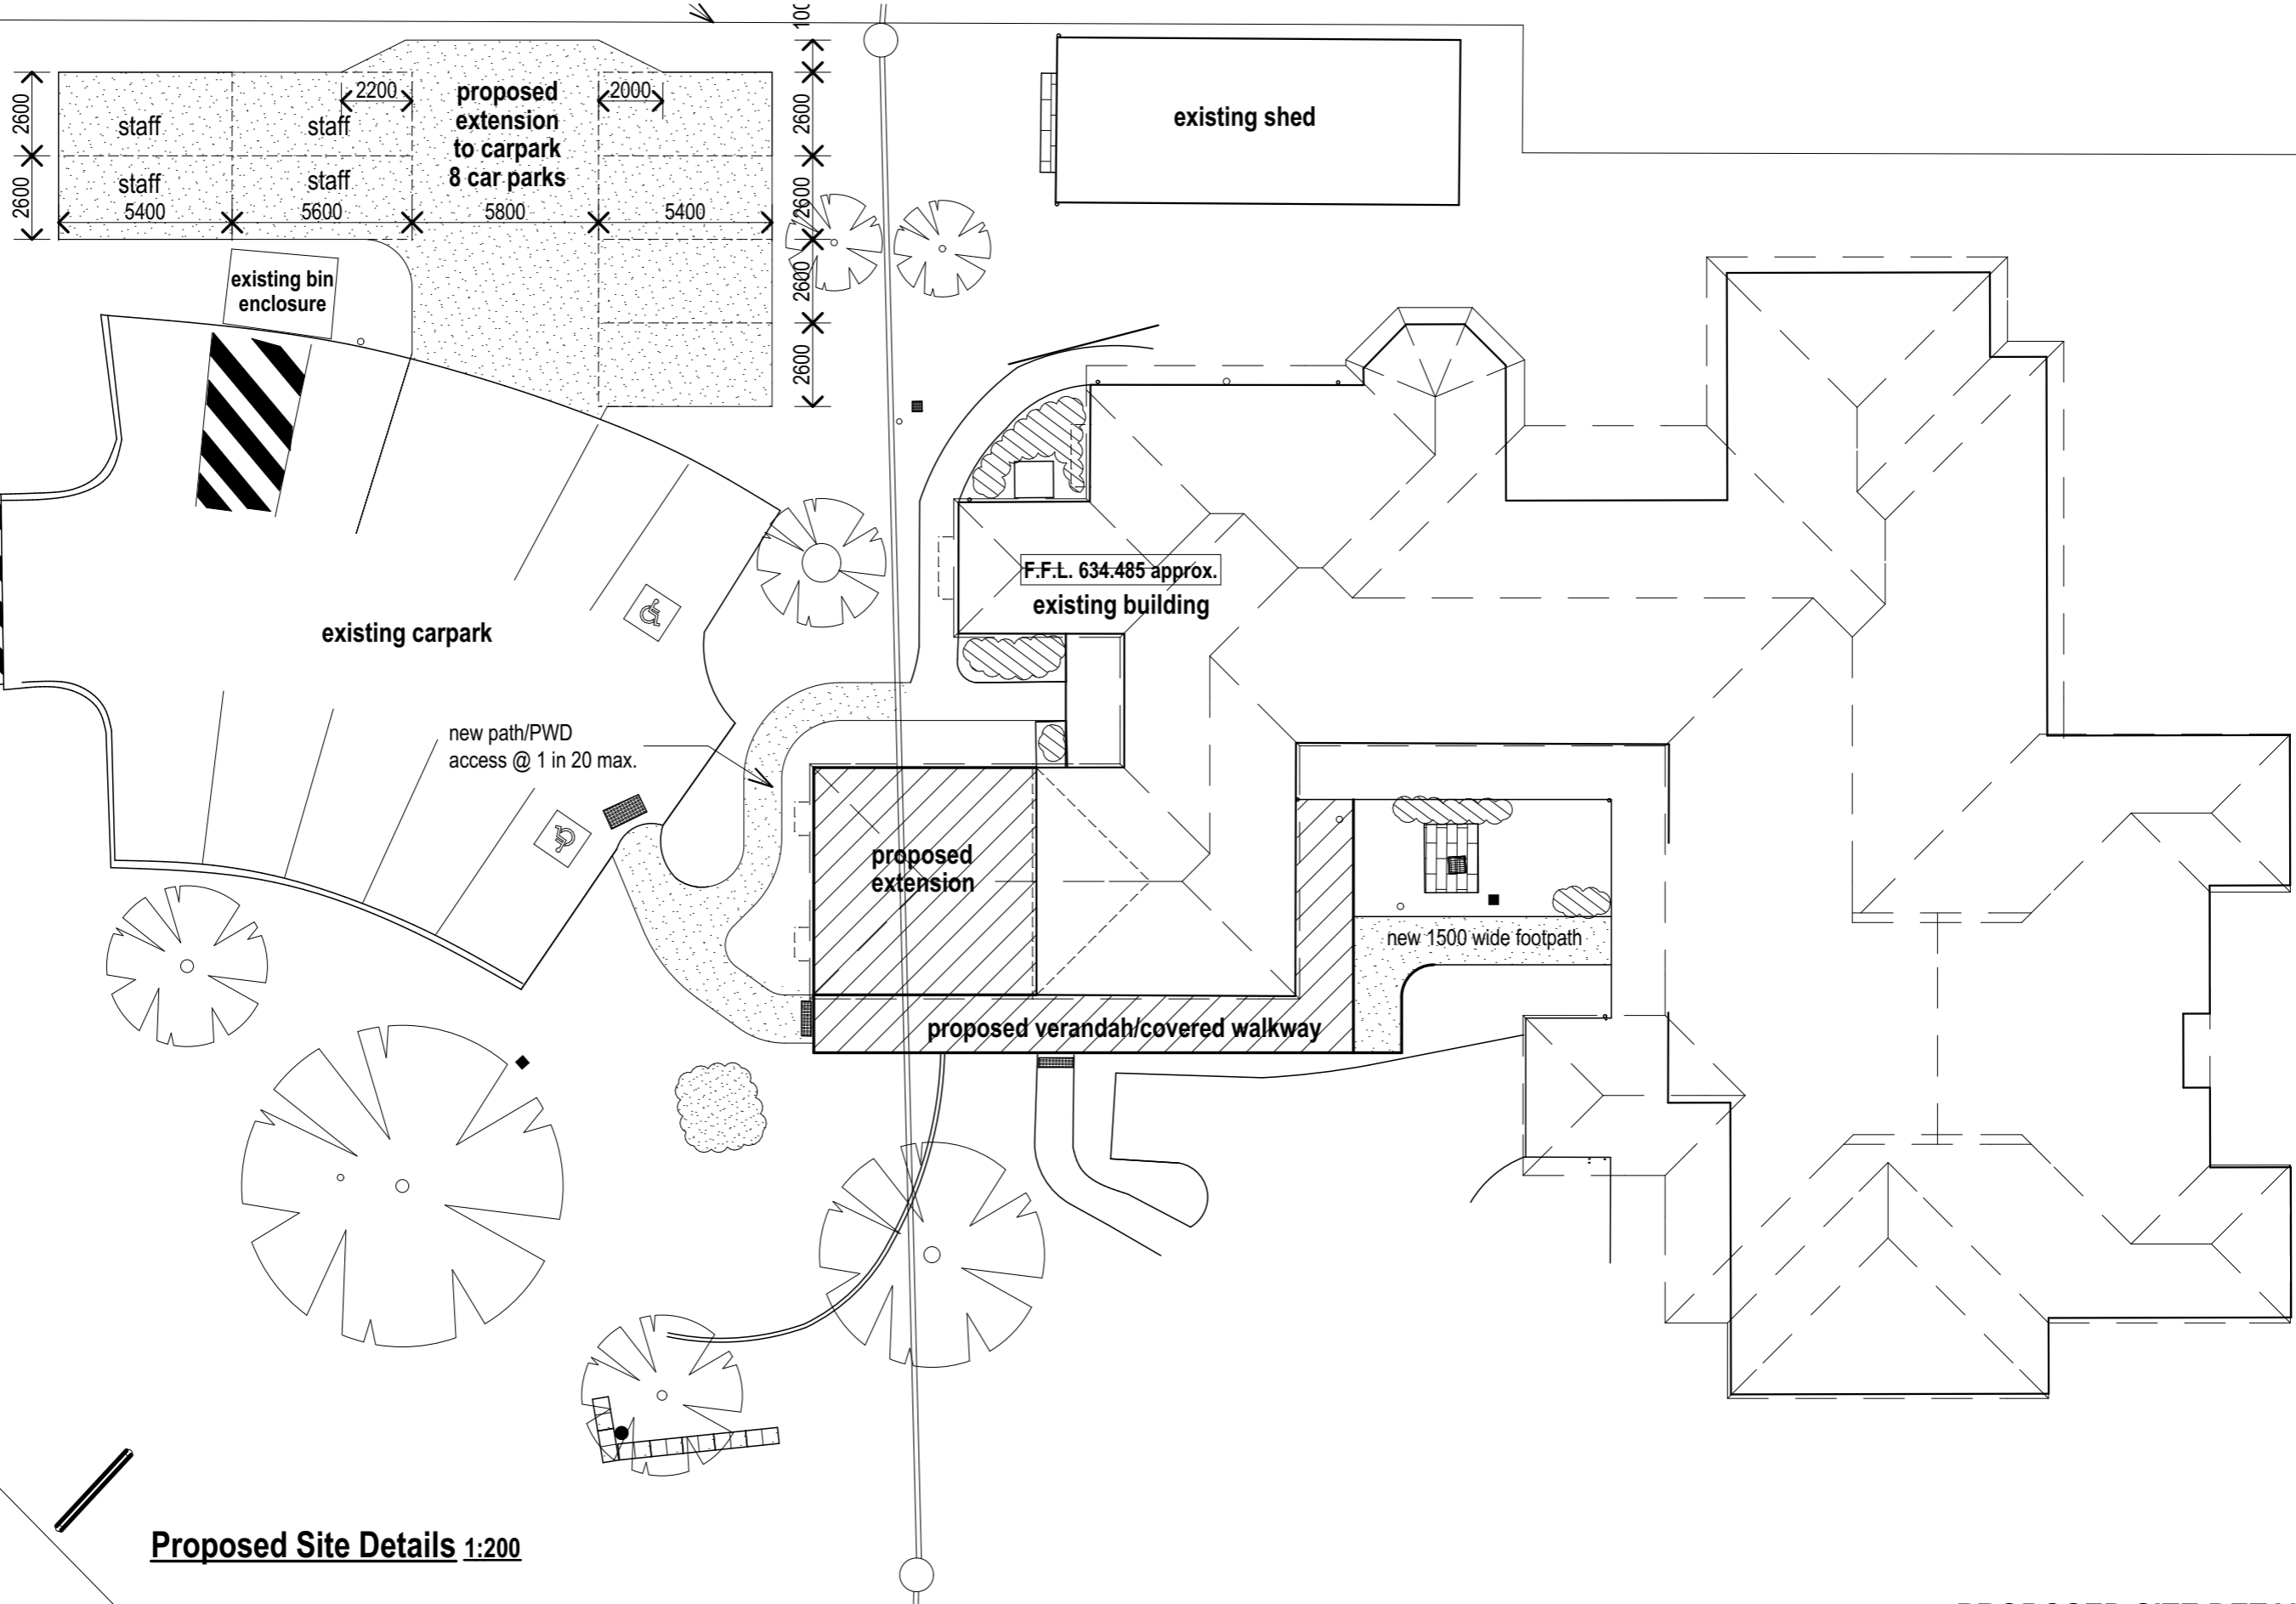 100
2600
2600
2200
2000
proposed
extension
to carpark
8 car parks
staff
staff
staff
staff
5400
5600
5800
5400
2600
2600
2600
2600
existing shed
existing bin
enclosure
F.F.L. 634.485 approx.
existing building
existing carpark
new path/PWD
access @ 1 in 20 max.
proposed
extension
new 1500 wide footpath
proposed verandah/covered walkway
Proposed Site Details 1:200